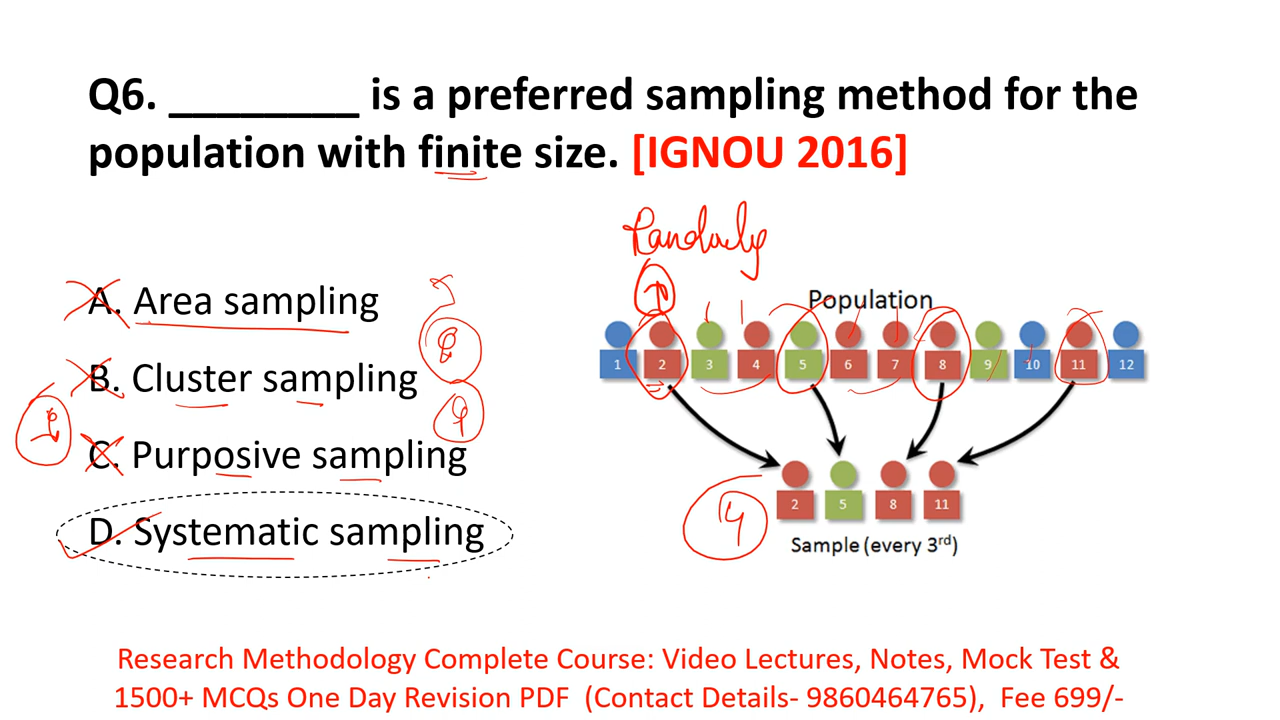 Q6. ________ is a preferred sampling method for the
population with finite size. [IGNOU 2016]
Randomly
A. Area sampling
B. Cluster sampling
C. Purposive sampling
D. Systematic sampling
Population
1 2 3 4 5 6 7 8 9 10 11 12
2 5 8 11
4
Sample (every 3rd)
Research Methodology Complete Course: Video Lectures, Notes, Mock Test &
1500+ MCQs One Day Revision PDF (Contact Details- 9860464765), Fee 699/-